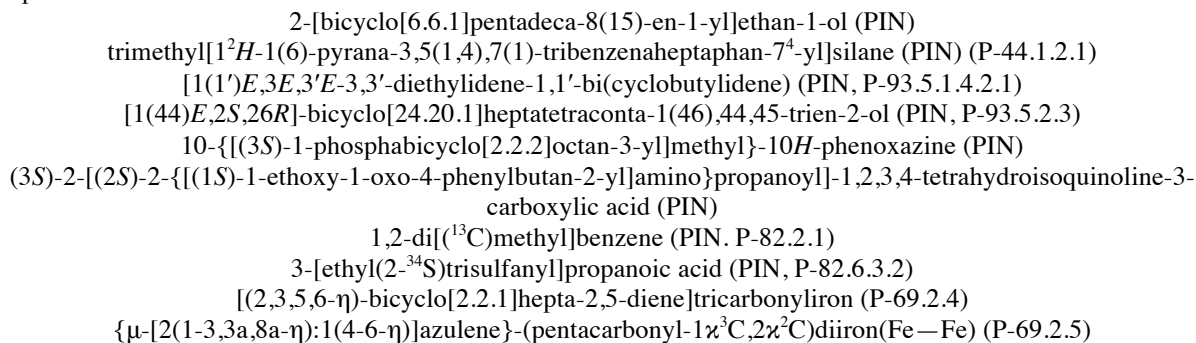 2-[bicyclo[6.6.1]pentadeca-8(15)-en-1-yl]ethan-1-ol (PIN)
trimethyl[1²H-1(6)-pyrana-3,5(1,4),7(1)-tribenzenaheptaphan-7⁴-yl]silane (PIN) (P-44.1.2.1)
[1(1′)E,3E,3′E-3,3′-diethylidene-1,1′-bi(cyclobutylidene) (PIN, P-93.5.1.4.2.1)
[1(44)E,2S,26R]-bicyclo[24.20.1]heptatetraconta-1(46),44,45-trien-2-ol (PIN, P-93.5.2.3)
10-{[(3S)-1-phosphabicyclo[2.2.2]octan-3-yl]methyl}-10H-phenoxazine (PIN)
(3S)-2-[(2S)-2-{[(1S)-1-ethoxy-1-oxo-4-phenylbutan-2-yl]amino}propanoyl]-1,2,3,4-tetrahydroisoquinoline-3-
carboxylic acid (PIN)
1,2-di[(¹³C)methyl]benzene (PIN. P-82.2.1)
3-[ethyl(2-³⁴S)trisulfanyl]propanoic acid (PIN, P-82.6.3.2)
[(2,3,5,6-η)-bicyclo[2.2.1]hepta-2,5-diene]tricarbonyliron (P-69.2.4)
{μ-[2(1-3,3a,8a-η):1(4-6-η)]azulene}-(pentacarbonyl-1ϰ³C,2ϰ²C)diiron(Fe—Fe) (P-69.2.5)